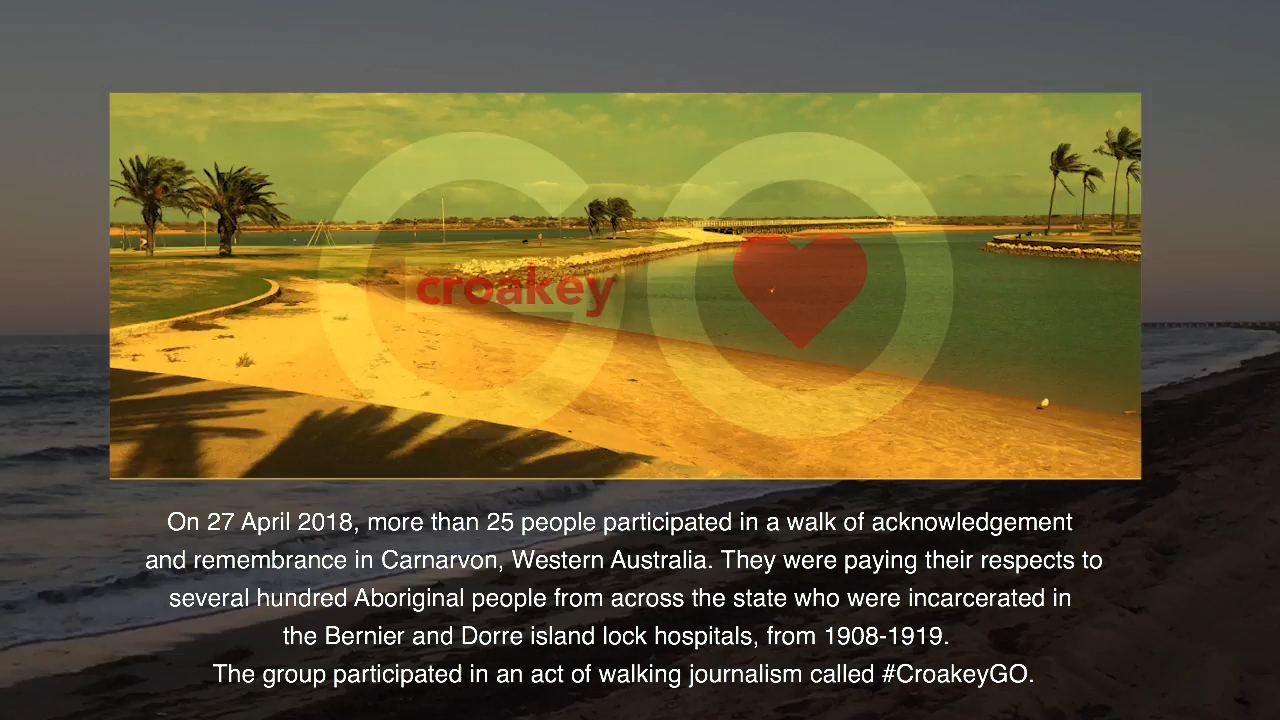 GO
croakey
On 27 April 2018, more than 25 people participated in a walk of acknowledgement
and remembrance in Carnarvon, Western Australia. They were paying their respects to
several hundred Aboriginal people from across the state who were incarcerated in
the Bernier and Dorre island lock hospitals, from 1908-1919.
The group participated in an act of walking journalism called #CroakeyGO.